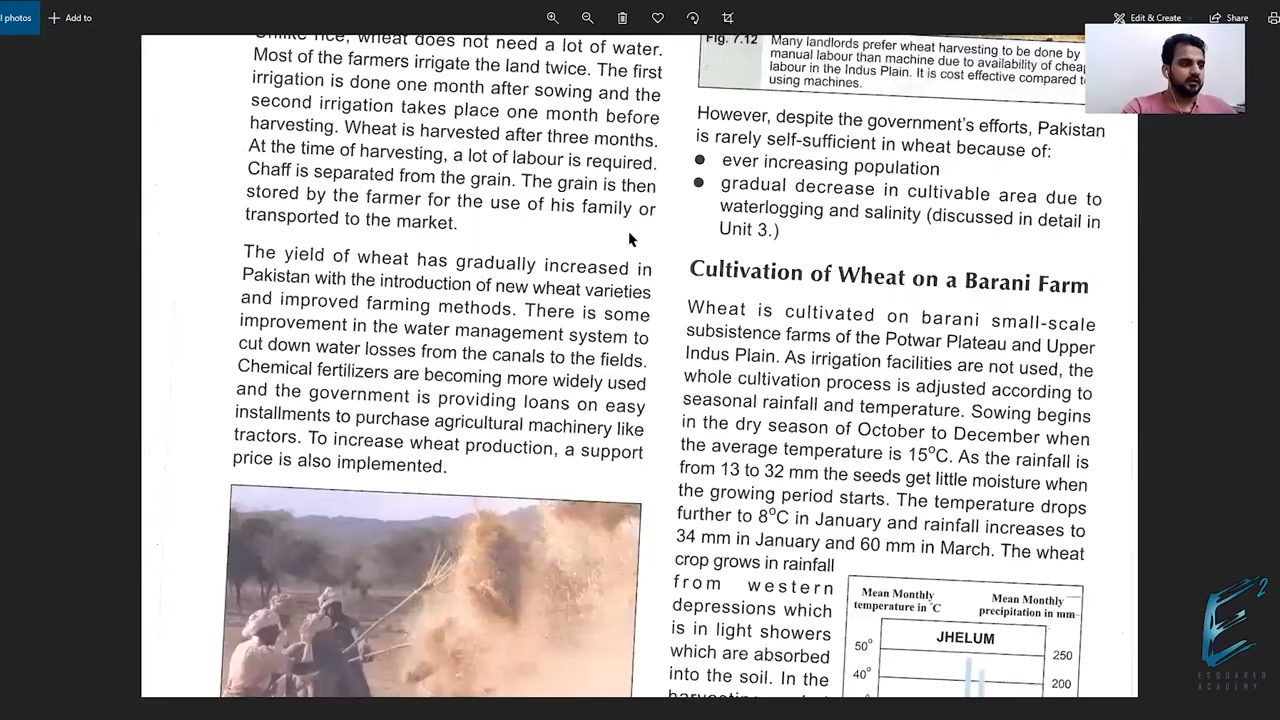 l photos
Add to
Edit & Create
Share
Unlike rice, wheat does not need a lot of water.
Most of the farmers irrigate the land twice. The first
irrigation is done one month after sowing and the
second irrigation takes place one month before
harvesting. Wheat is harvested after three months.
At the time of harvesting, a lot of labour is required.
Chaff is separated from the grain. The grain is then
stored by the farmer for the use of his family or
transported to the market.
The yield of wheat has gradually increased in
Pakistan with the introduction of new wheat varieties
and improved farming methods. There is some
improvement in the water management system to
cut down water losses from the canals to the fields.
Chemical fertilizers are becoming more widely used
and the government is providing loans on easy
installments to purchase agricultural machinery like
tractors. To increase wheat production, a support
price is also implemented.
Fig. 7.12
Many landlords prefer wheat harvesting to be done by
manual labour than machine due to availability of cheap
labour in the Indus Plain. It is cost effective compared to
using machines.
However, despite the government's efforts, Pakistan
is rarely self-sufficient in wheat because of:
● ever increasing population
● gradual decrease in cultivable area due to
waterlogging and salinity (discussed in detail in
Unit 3.)
Cultivation of Wheat on a Barani Farm
Wheat is cultivated on barani small-scale
subsistence farms of the Potwar Plateau and Upper
Indus Plain. As irrigation facilities are not used, the
whole cultivation process is adjusted according to
seasonal rainfall and temperature. Sowing begins
in the dry season of October to December when
the average temperature is 15°C. As the rainfall is
from 13 to 32 mm the seeds get little moisture when
the growing period starts. The temperature drops
further to 8°C in January and rainfall increases to
34 mm in January and 60 mm in March. The wheat
crop grows in rainfall
from western
depressions which
is in light showers
which are absorbed
into the soil. In the
Mean Monthly
temperature in °C
Mean Monthly
precipitation in mm
JHELUM
50°
250
40°
200
E2
ESQUARED
ACADEMY